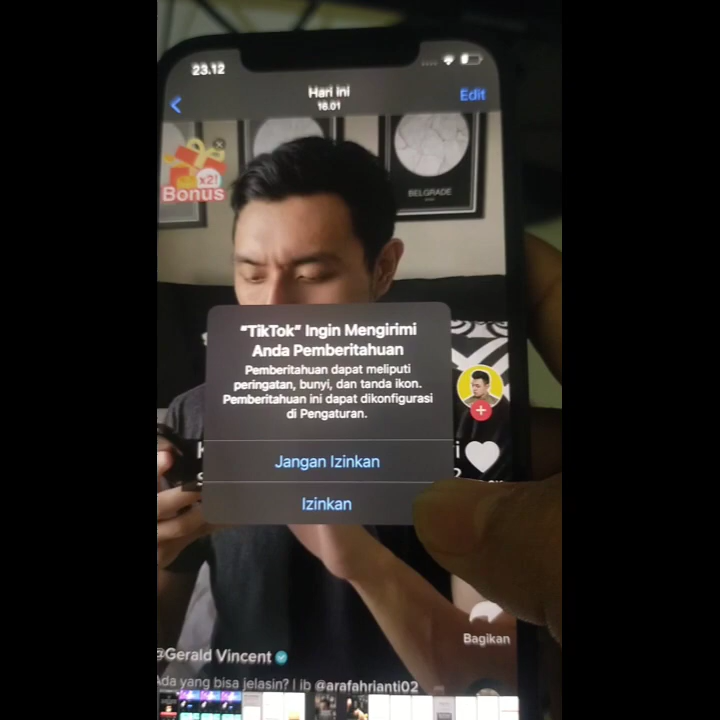 23.12
Hari ini
16.01
Edit
x2!
Bonus
BELGRADE
"TikTok" Ingin Mengirimi
Anda Pemberitahuan
Pemberitahuan dapat meliputi
peringatan, bunyi, dan tanda ikon.
Pemberitahuan ini dapat dikonfigurasi
di Pengaturan.
Jangan Izinkan
Izinkan
Bagikan
@Gerald Vincent
Ada yang bisa jelasin? | ib @arafahrianti02